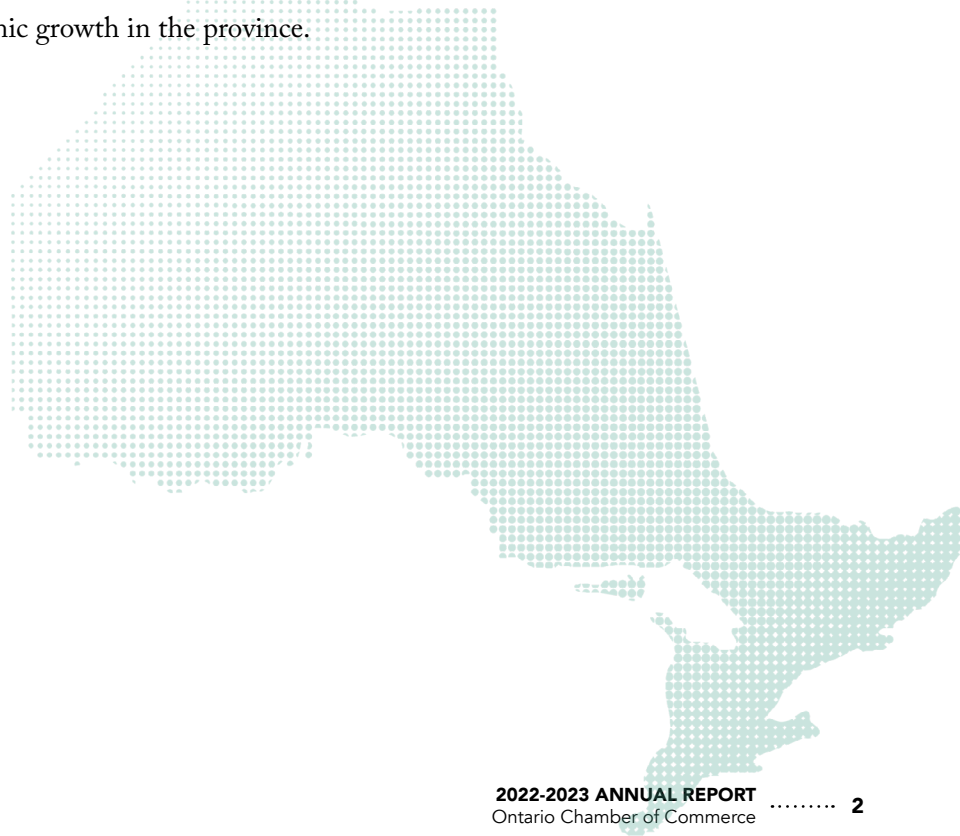 nic growth in the province.
2022-2023 ANNUAL REPORT
Ontario Chamber of Commerce
......... 2